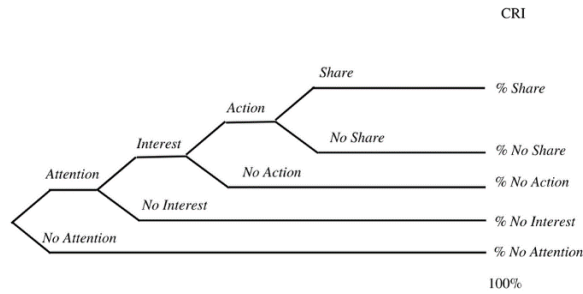 CRI
Share
% Share
Action
No Share
% No Share
Interest
No Action
% No Action
Attention
No Interest
% No Interest
No Attention
% No Attention
100%